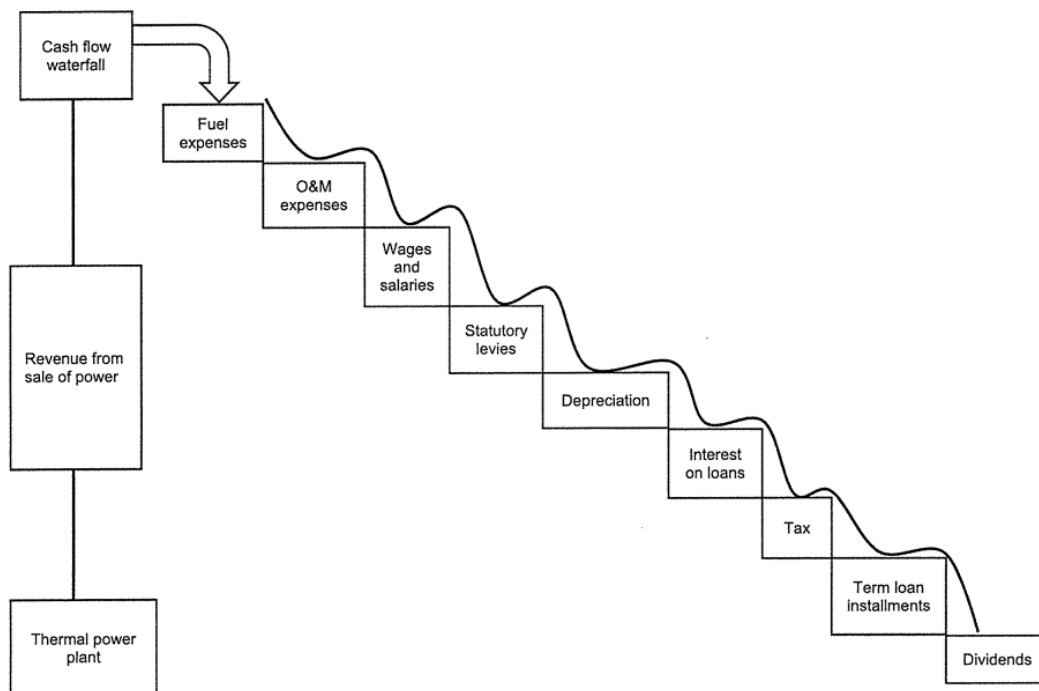 Cash flow
waterfall
Fuel
expenses
O&M
expenses
Wages
and
salaries
Statutory
levies
Revenue from
sale of power
Depreciation
Interest
on loans
Tax
Term loan
installments
Thermal power
plant
Dividends